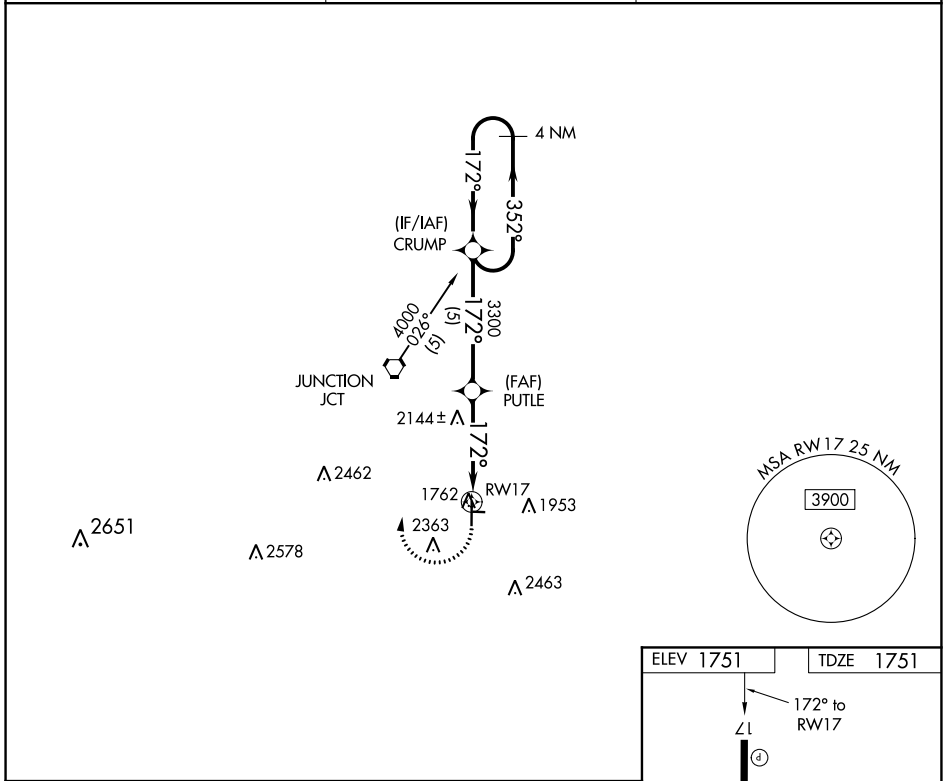 4 NM
172°
352°
(IF/IAF)
CRUMP
3300
172°
(5)
4000
026°
(5)
JUNCTION
JCT
(FAF)
PUTLE
2144±
172°
2462
1762
RW17
1953
2363
2651
2578
2463
MSA RW17 25 NM
3900
ELEV 1751
TDZE 1751
172° to
RW17
17
P